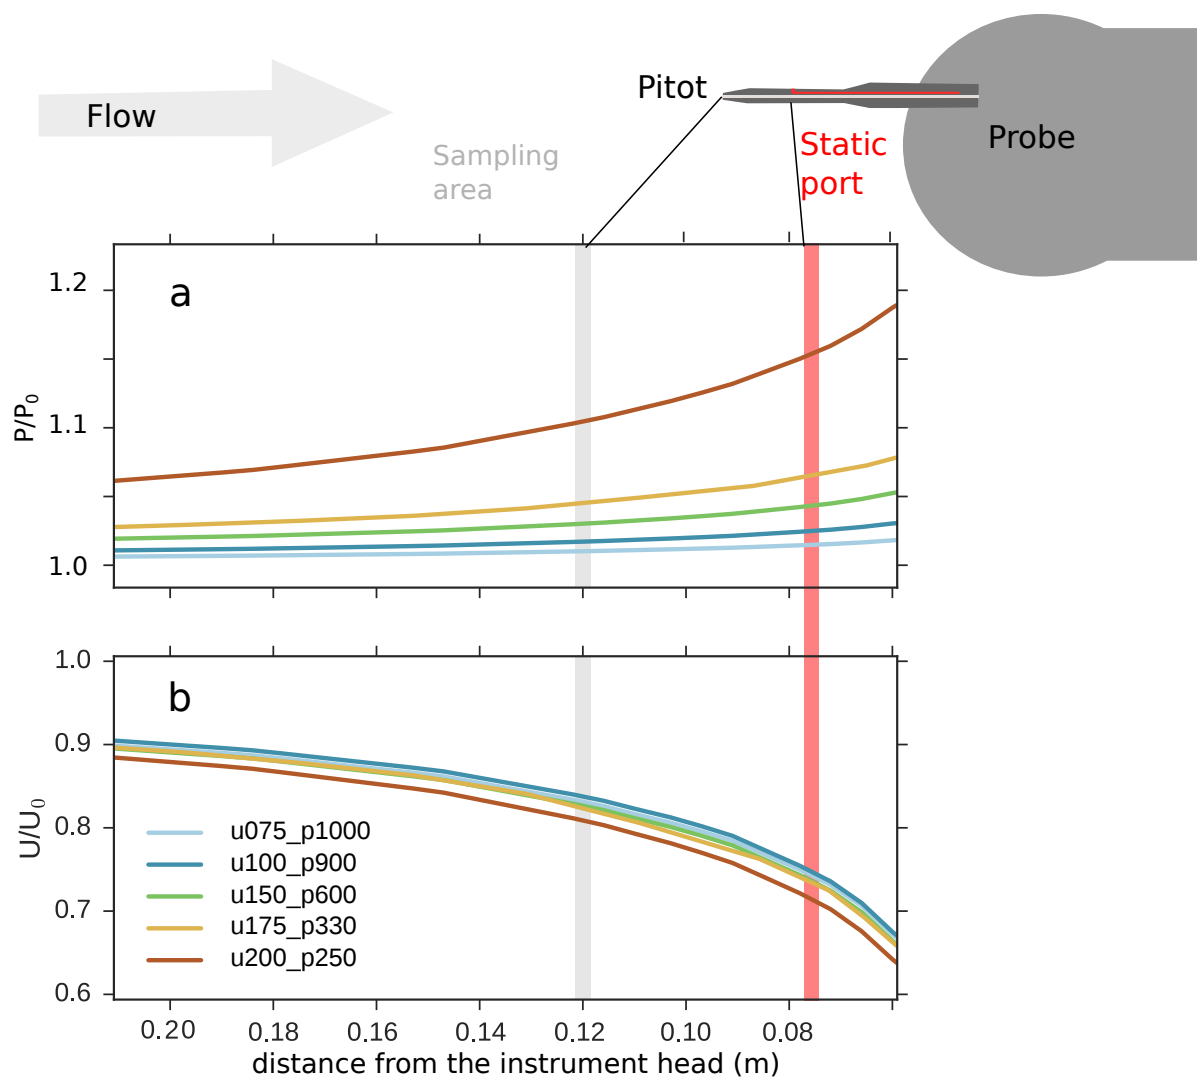 Flow
Pitot
Sampling
area
Static
port
Probe
a
1.2
1.1
1.0
P/P0
b
1.0
0.9
0.8
0.7
0.6
U/U0
u075_p1000
u100_p900
u150_p600
u175_p330
u200_p250
0.20 0.18 0.16 0.14 0.12 0.10 0.08
distance from the instrument head (m)